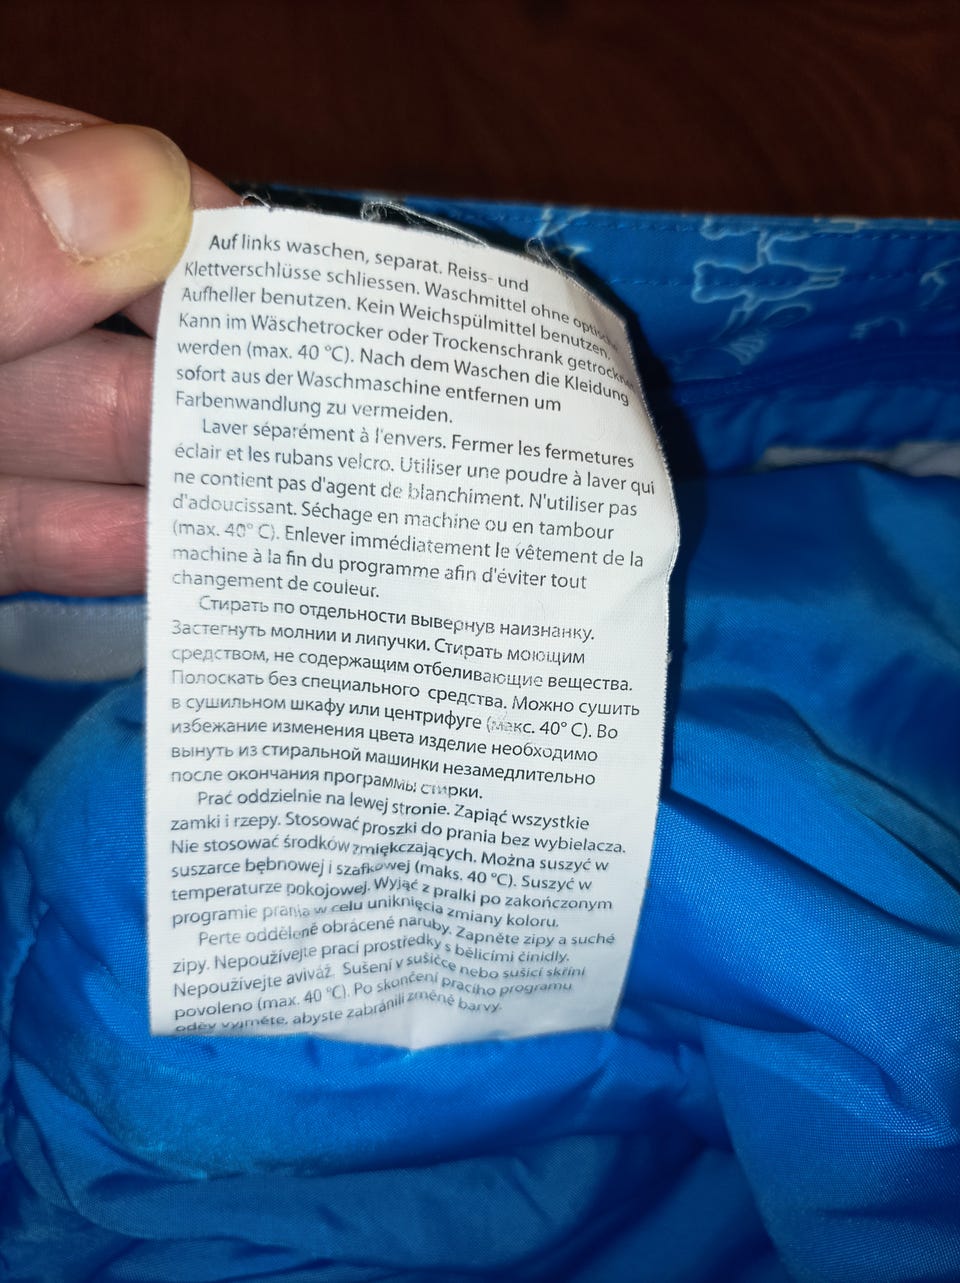 Auf links waschen, separat. Reiss- und
Klettverschlüsse schliessen. Waschmittel ohne
Aufheller benutzen. Kein Weichspülmittel benutzen.
Kann im Wäschetrocker oder Trockenschrank
werden (max. 40 °C). Nach dem Waschen die Kleidung
sofort aus der Waschmaschine entfernen um
Farbenwandlung zu vermeiden.
Laver séparément à l'envers. Fermer les fermetures
éclair et les rubans velcro. Utiliser une poudre à laver qui
ne contient pas d'agent de blanchiment. N'utiliser pas
d'adoucissant. Séchage en machine ou en tambour
(max. 40° C). Enlever immédiatement le vêtement de la
machine à la fin du programme afin d'éviter tout
changement de couleur.
Стирать по отдельности вывернув наизнанку.
Застегнуть молнии и липучки. Стирать моющим
средством, не содержащим отбеливающие вещества.
Полоскать без специального средства. Можно сушить
в сушильном шкафу или центрифуге (макс. 40° C). Во
избежание изменения цвета изделие необходимо
вынуть из стиральной машинки незамедлительно
после окончания программы стирки.
Prać oddzielnie na lewej stronie. Zapiąć wszystkie
zamki i rzepy. Stosować proszki do prania bez wybielacza.
Nie stosować środków zmiękczających. Można suszyć w
suszarce bębnowej i szafkowej (maks. 40 °C). Suszyć w
temperaturze pokojowej. Wyjąć z pralki po zakończonym
programie prania w celu uniknięcia zmiany koloru.
Perte oddělené obrácené naruby. Zapněte zipy a suché
zipy. Nepoužívejte prací prostředky s bělicími činidly.
Nepoužívejte aviváž. Sušení v sušičce nebo sušící skříni
povoleno (max. 40 °C). Po skončení pracího programu
oděv vyjměte, abyste zabránili změně barvy.